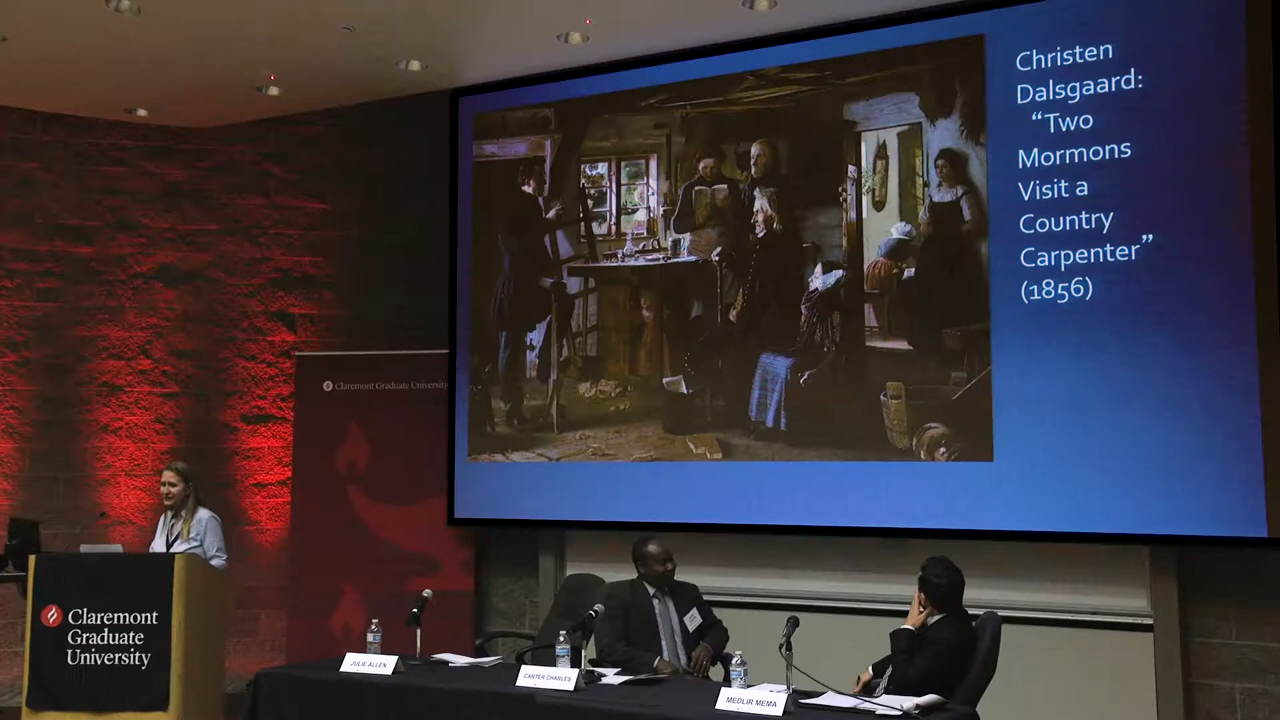 Christen
Dalsgaard:
“Two
Mormons
Visit a
Country
Carpenter”
(1856)
Claremont Graduate University
Claremont
Graduate
University
JULIE ALLEN
CARTER CHARLES
MEDLIR MEMA